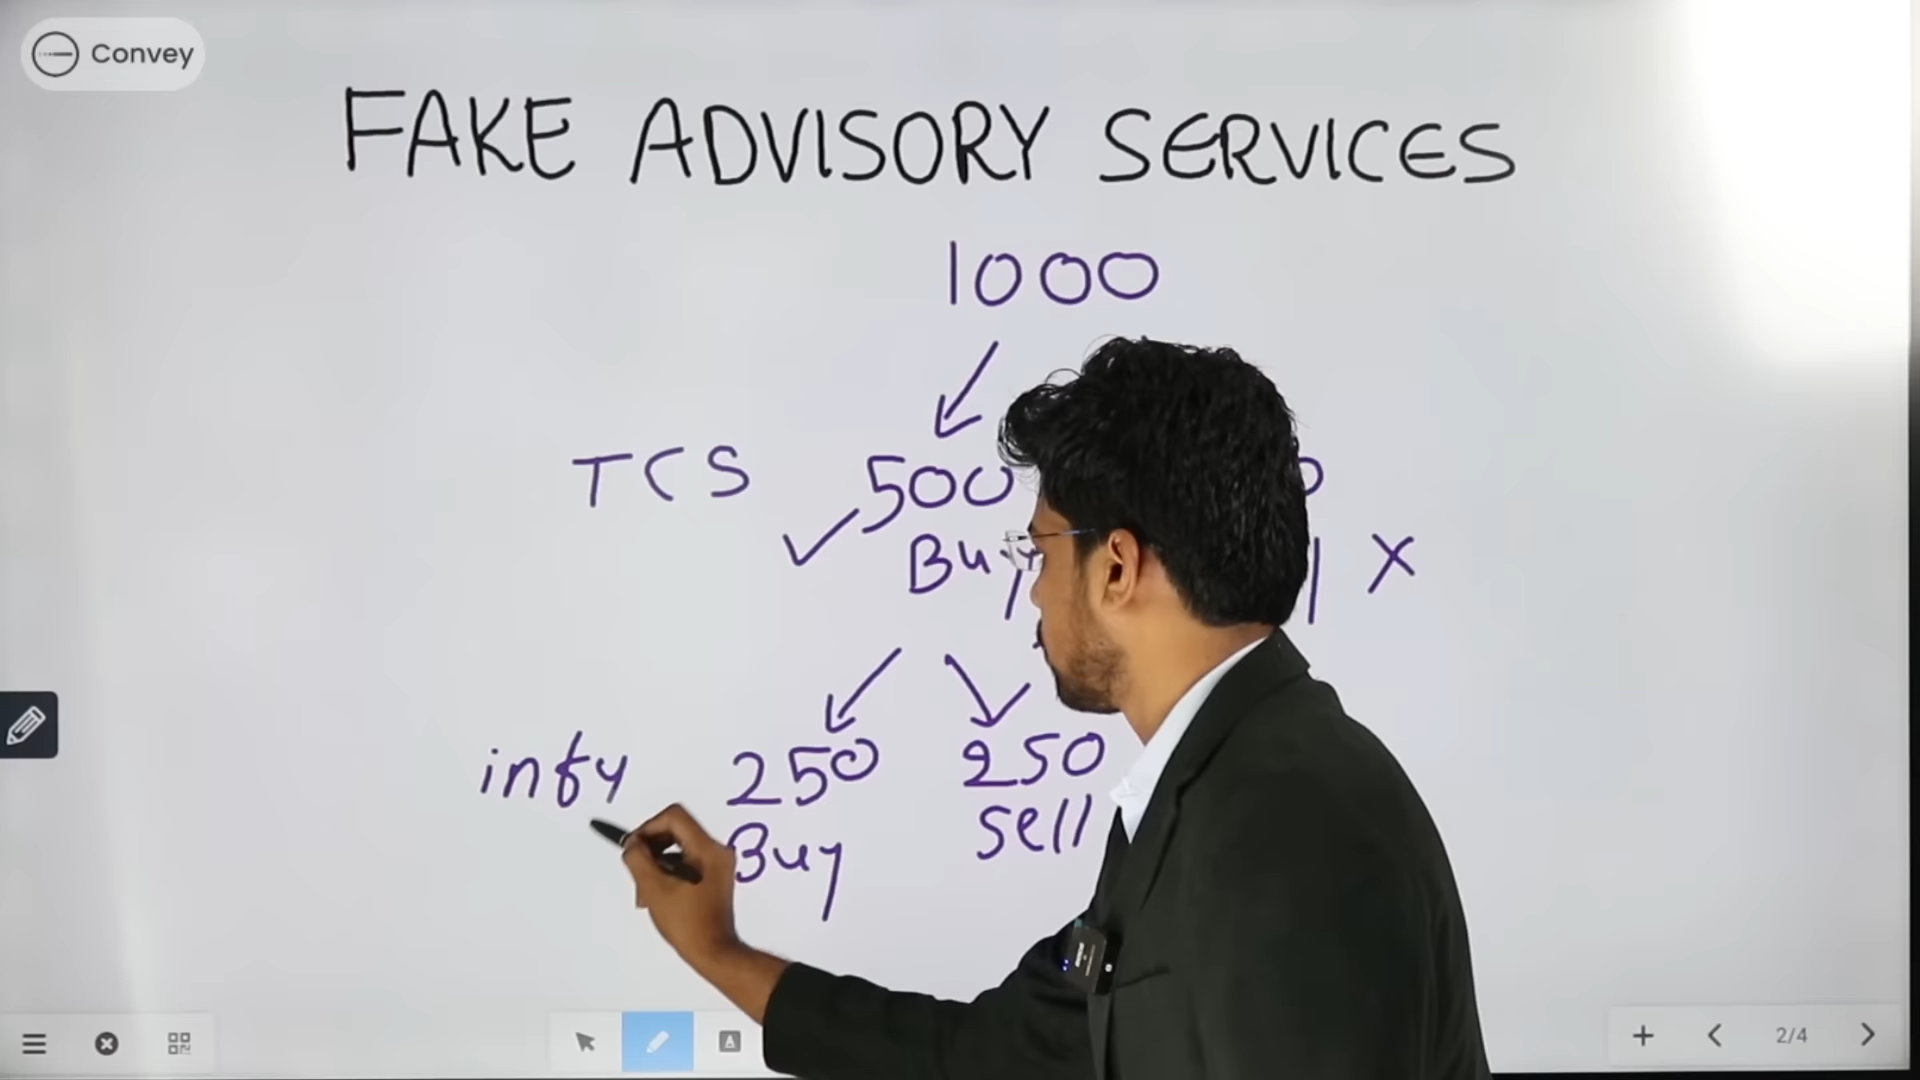 Convey
FAKE ADVISORY SERVICES
1000
TCS 500
Buy X
infy 250 250
Buy sell
A
2/4